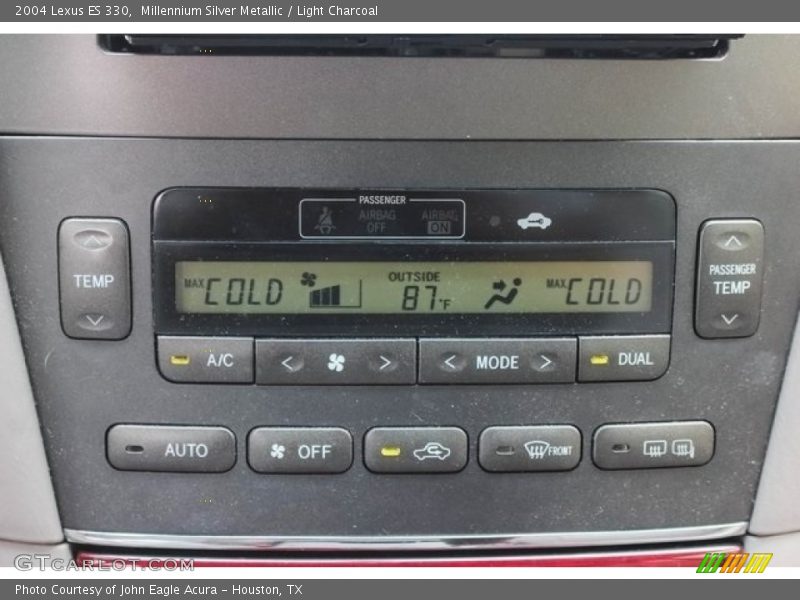 2004 Lexus ES 330,  Millennium Silver Metallic / Light Charcoal
PASSENGER
AIRBAG OFF
AIRBAG ON
TEMP
MAX COLD
OUTSIDE
87°F
MAX COLD
PASSENGER
TEMP
A/C
< >
< MODE >
DUAL
AUTO
OFF
FRONT
GTCARLOT.COM
Photo Courtesy of John Eagle Acura – Houston, TX